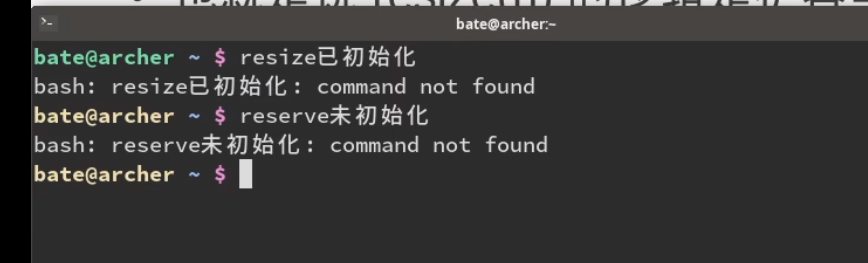 bate@archer:~
bate@archer ~ $ resize已初始化
bash: resize已初始化: command not found
bate@archer ~ $ reserve未初始化
bash: reserve未初始化: command not found
bate@archer ~ $